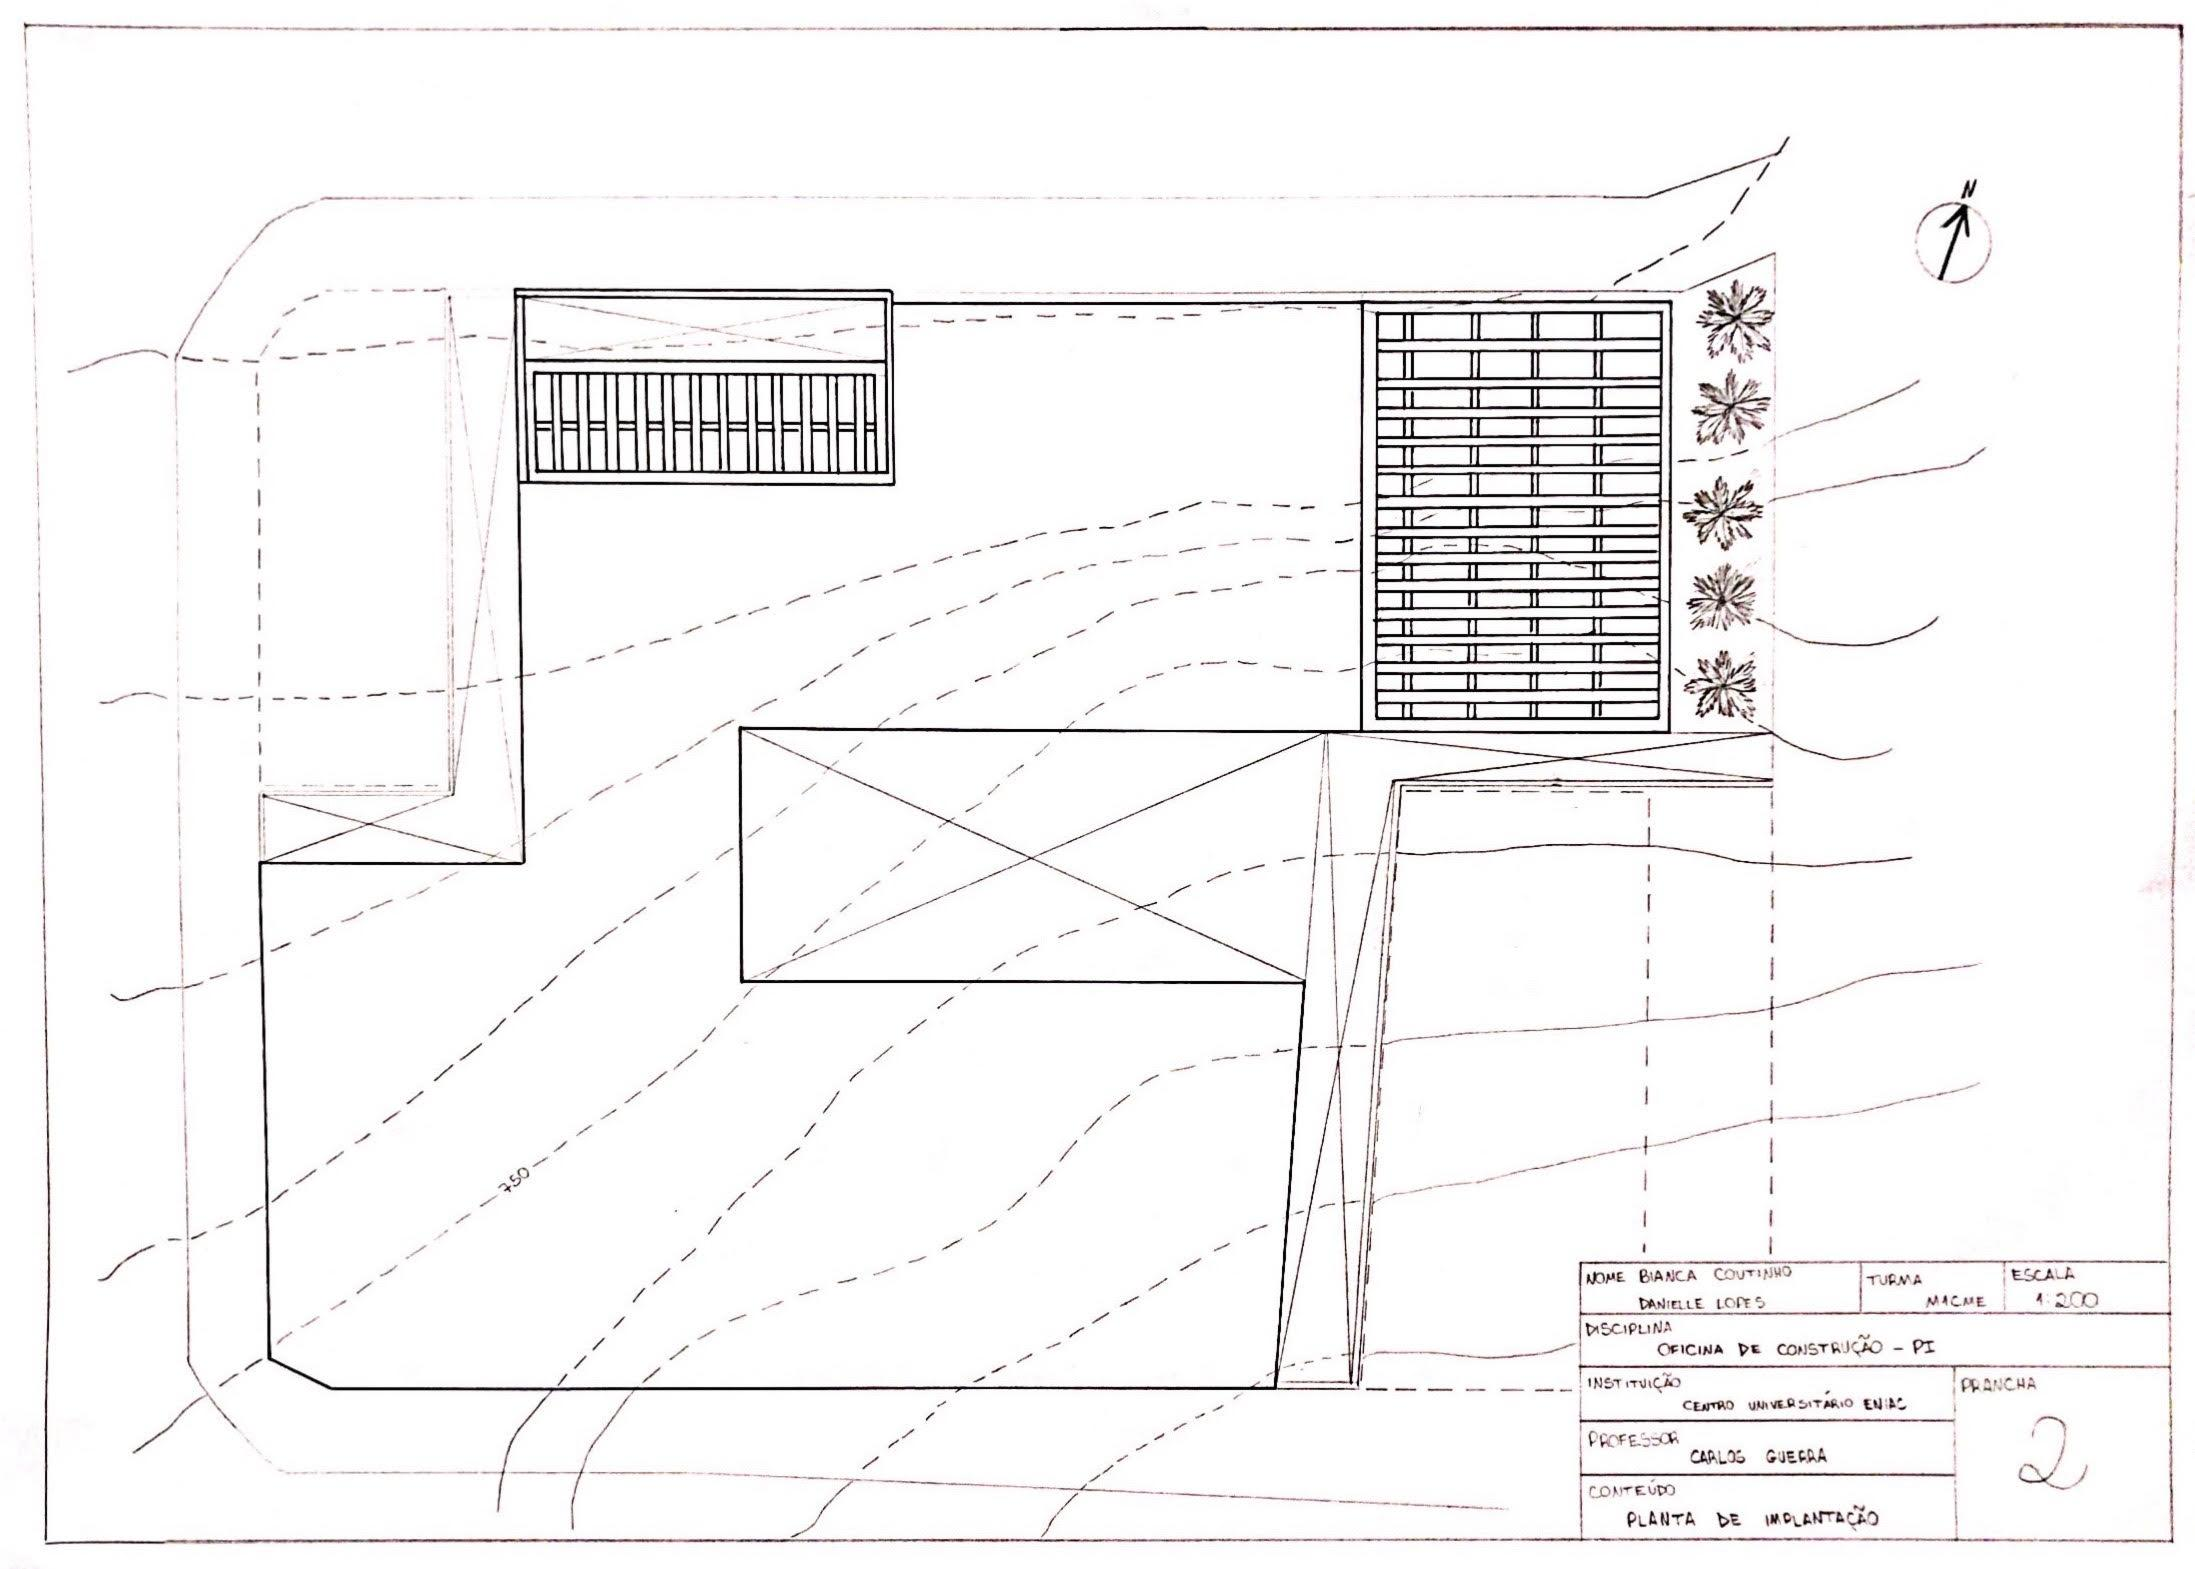 N
750
NOME BIANCA COUTINHO
DANIELLE LOPES
TURMA
M1CME
ESCALA
1:200
DISCIPLINA
OFICINA DE CONSTRUÇÃO - PI
INSTITUIÇÃO
CENTRO UNIVERSITÁRIO ENIAC
PRANCHA
2
PROFESSOR
CARLOS GUERRA
CONTEÚDO
PLANTA DE IMPLANTAÇÃO